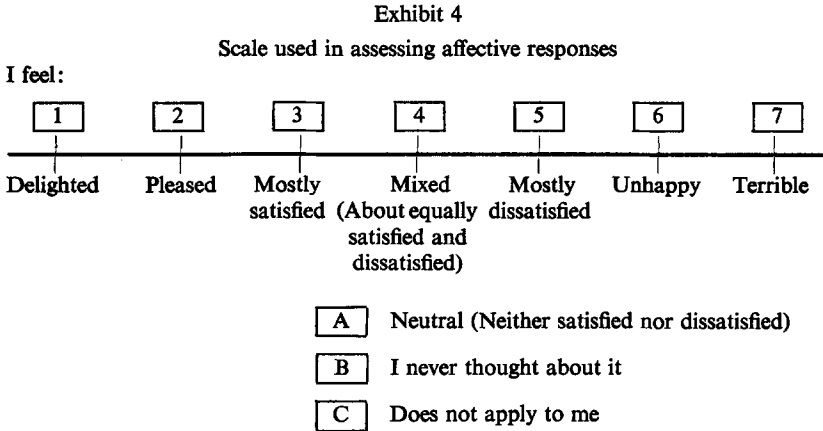 Exhibit 4
Scale used in assessing affective responses
I feel:
1 2 3 4 5 6 7
Delighted Pleased Mostly Mixed Mostly Unhappy Terrible
satisfied (About equally dissatisfied
satisfied and
dissatisfied)
A Neutral (Neither satisfied nor dissatisfied)
B I never thought about it
C Does not apply to me